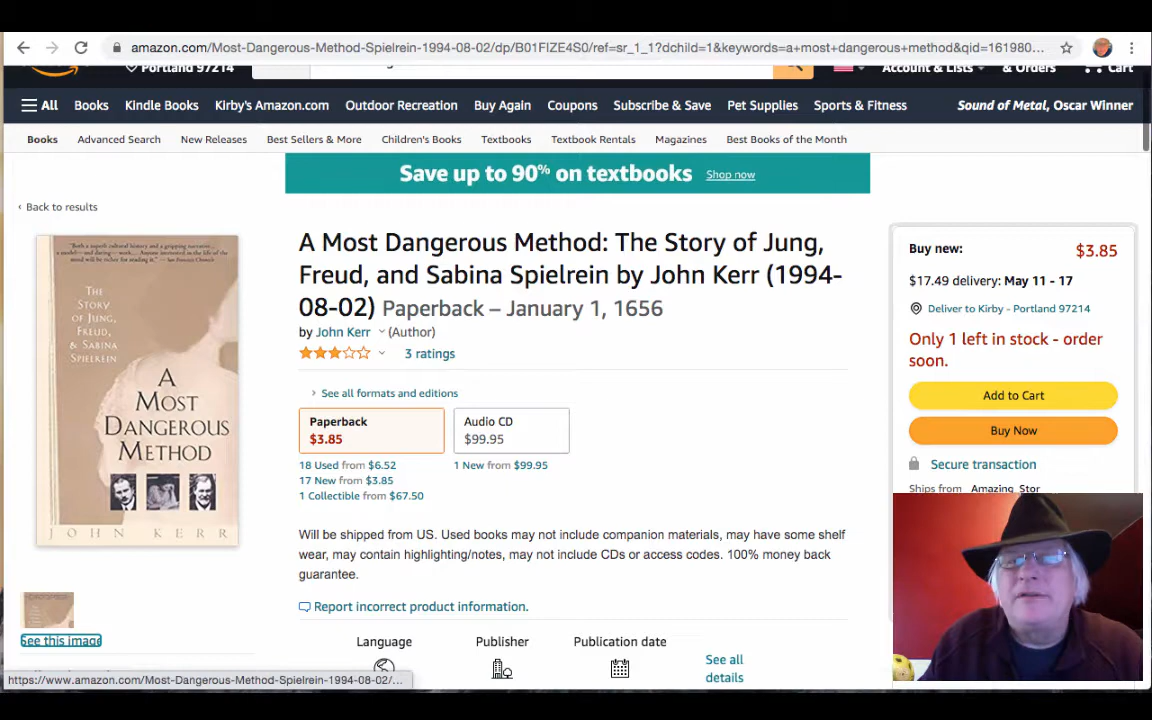 amazon.com/Most-Dangerous-Method-Spielrein-1994-08-02/dp/B01FIZE4S0/ref=sr_1_1?dchild=1&keywords=a+most+dangerous+method&qid=161980...
Portland 97214
Account & Lists
& Orders
Cart
All Books Kindle Books Kirby's Amazon.com Outdoor Recreation Buy Again Coupons Subscribe & Save Pet Supplies Sports & Fitness Sound of Metal, Oscar Winner
Books Advanced Search New Releases Best Sellers & More Children's Books Textbooks Textbook Rentals Magazines Best Books of the Month
Save up to 90% on textbooks Shop now
‹ Back to results
"Both a superb cultural history and a gripping narrative...
THE
STORY
OF JUNG,
FREUD,
& SABINA
SPIELREIN
A
MOST
DANGEROUS
METHOD
JOHN KERR
See this image
A Most Dangerous Method: The Story of Jung,
Freud, and Sabina Spielrein by John Kerr (1994-
08-02) Paperback – January 1, 1656
by John Kerr (Author)
3 ratings
› See all formats and editions
Paperback
$3.85
Audio CD
$99.95
18 Used from $6.52
17 New from $3.85
1 Collectible from $67.50
1 New from $99.95
Will be shipped from US. Used books may not include companion materials, may have some shelf
wear, may contain highlighting/notes, may not include CDs or access codes. 100% money back
guarantee.
Report incorrect product information.
Language
Publisher
Publication date
See all
details
Buy new: $3.85
$17.49 delivery: May 11 - 17
Deliver to Kirby - Portland 97214
Only 1 left in stock - order
soon.
Add to Cart
Buy Now
Secure transaction
Ships from Amazing Stor
https://www.amazon.com/Most-Dangerous-Method-Spielrein-1994-08-02/...